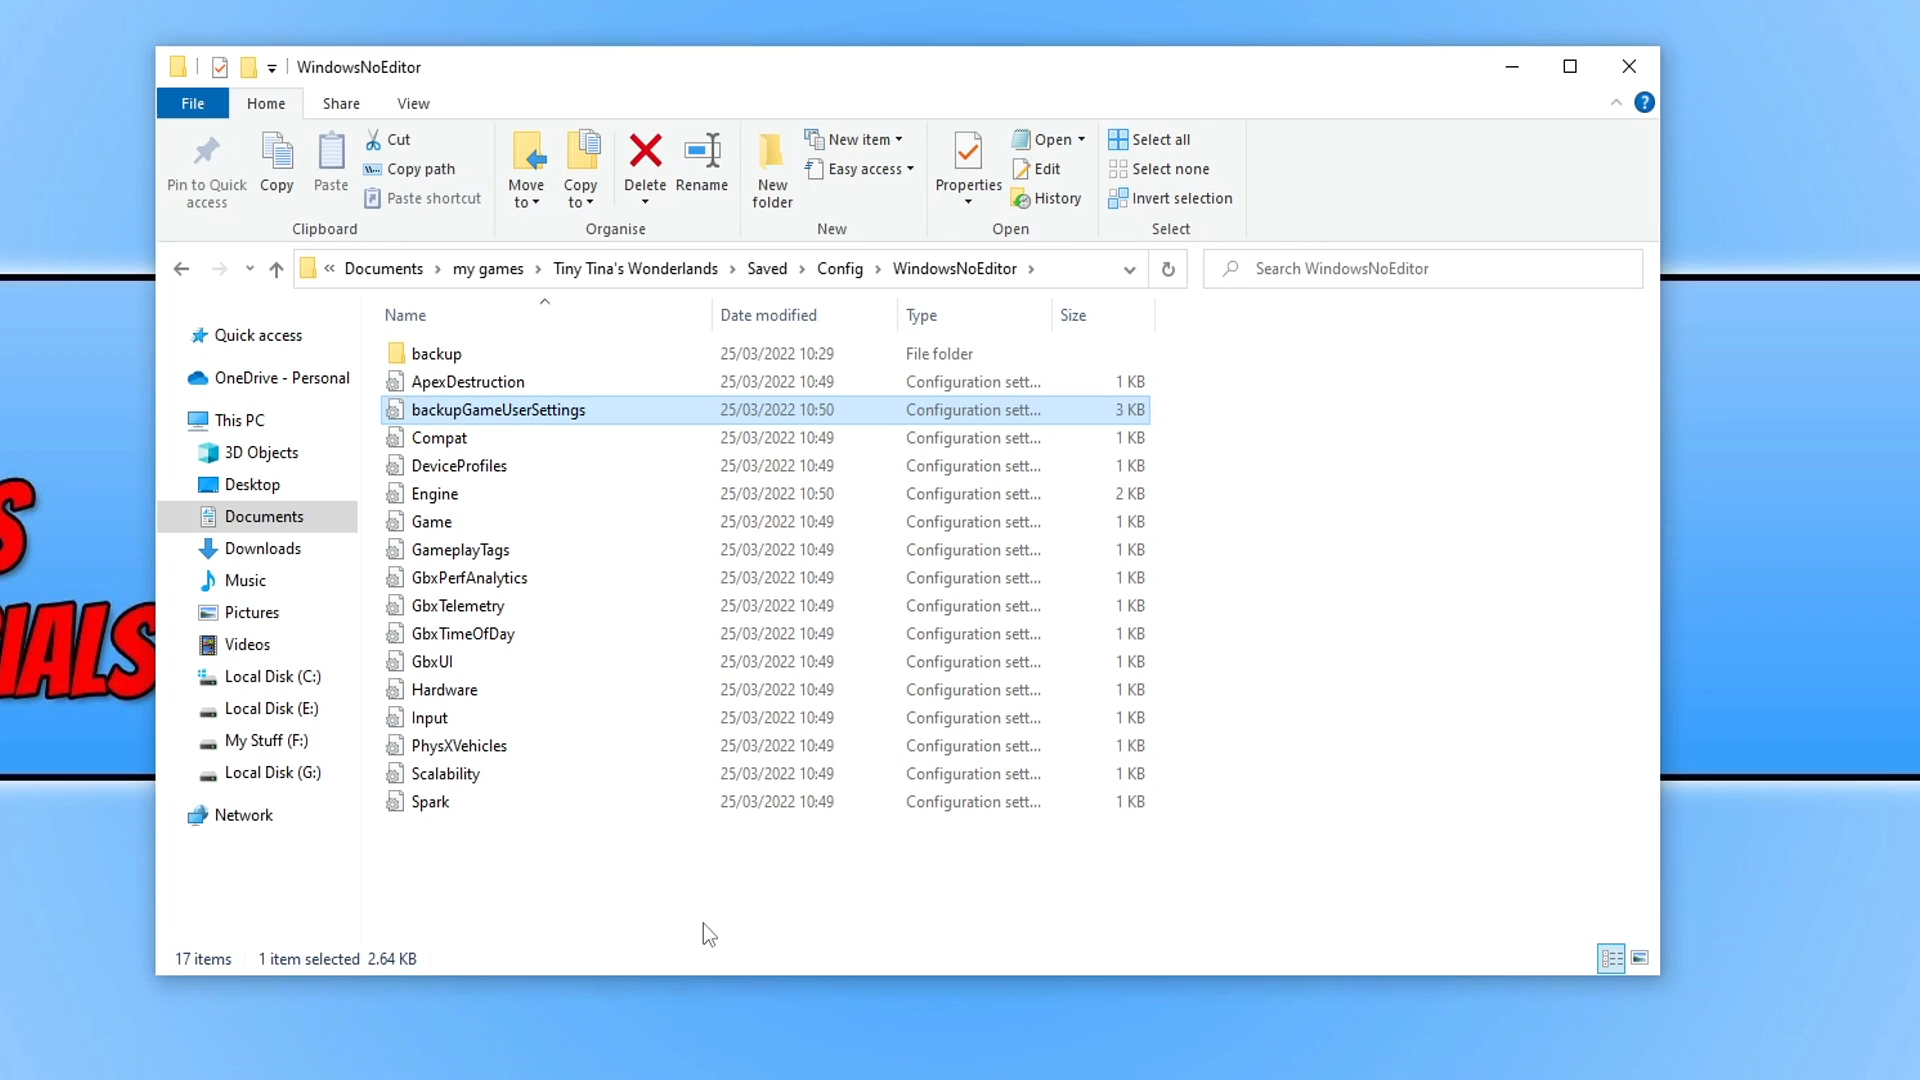 WindowsNoEditor
File Home Share View
Pin to Quick access
Copy
Paste
Cut
Copy path
Paste shortcut
Clipboard
Move to
Copy to
Delete
Rename
Organise
New folder
New item
Easy access
New
Properties
Open
Edit
History
Open
Select all
Select none
Invert selection
Select
« Documents › my games › Tiny Tina's Wonderlands › Saved › Config › WindowsNoEditor ›
Search WindowsNoEditor
Quick access
OneDrive - Personal
This PC
3D Objects
Desktop
Documents
Downloads
Music
Pictures
Videos
Local Disk (C:)
Local Disk (E:)
My Stuff (F:)
Local Disk (G:)
Network
Name Date modified Type Size
backup 25/03/2022 10:29 File folder
ApexDestruction 25/03/2022 10:49 Configuration sett... 1 KB
backupGameUserSettings 25/03/2022 10:50 Configuration sett... 3 KB
Compat 25/03/2022 10:49 Configuration sett... 1 KB
DeviceProfiles 25/03/2022 10:49 Configuration sett... 1 KB
Engine 25/03/2022 10:50 Configuration sett... 2 KB
Game 25/03/2022 10:49 Configuration sett... 1 KB
GameplayTags 25/03/2022 10:49 Configuration sett... 1 KB
GbxPerfAnalytics 25/03/2022 10:49 Configuration sett... 1 KB
GbxTelemetry 25/03/2022 10:49 Configuration sett... 1 KB
GbxTimeOfDay 25/03/2022 10:49 Configuration sett... 1 KB
GbxUI 25/03/2022 10:49 Configuration sett... 1 KB
Hardware 25/03/2022 10:49 Configuration sett... 1 KB
Input 25/03/2022 10:49 Configuration sett... 1 KB
PhysXVehicles 25/03/2022 10:49 Configuration sett... 1 KB
Scalability 25/03/2022 10:49 Configuration sett... 1 KB
Spark 25/03/2022 10:49 Configuration sett... 1 KB
17 items 1 item selected 2.64 KB